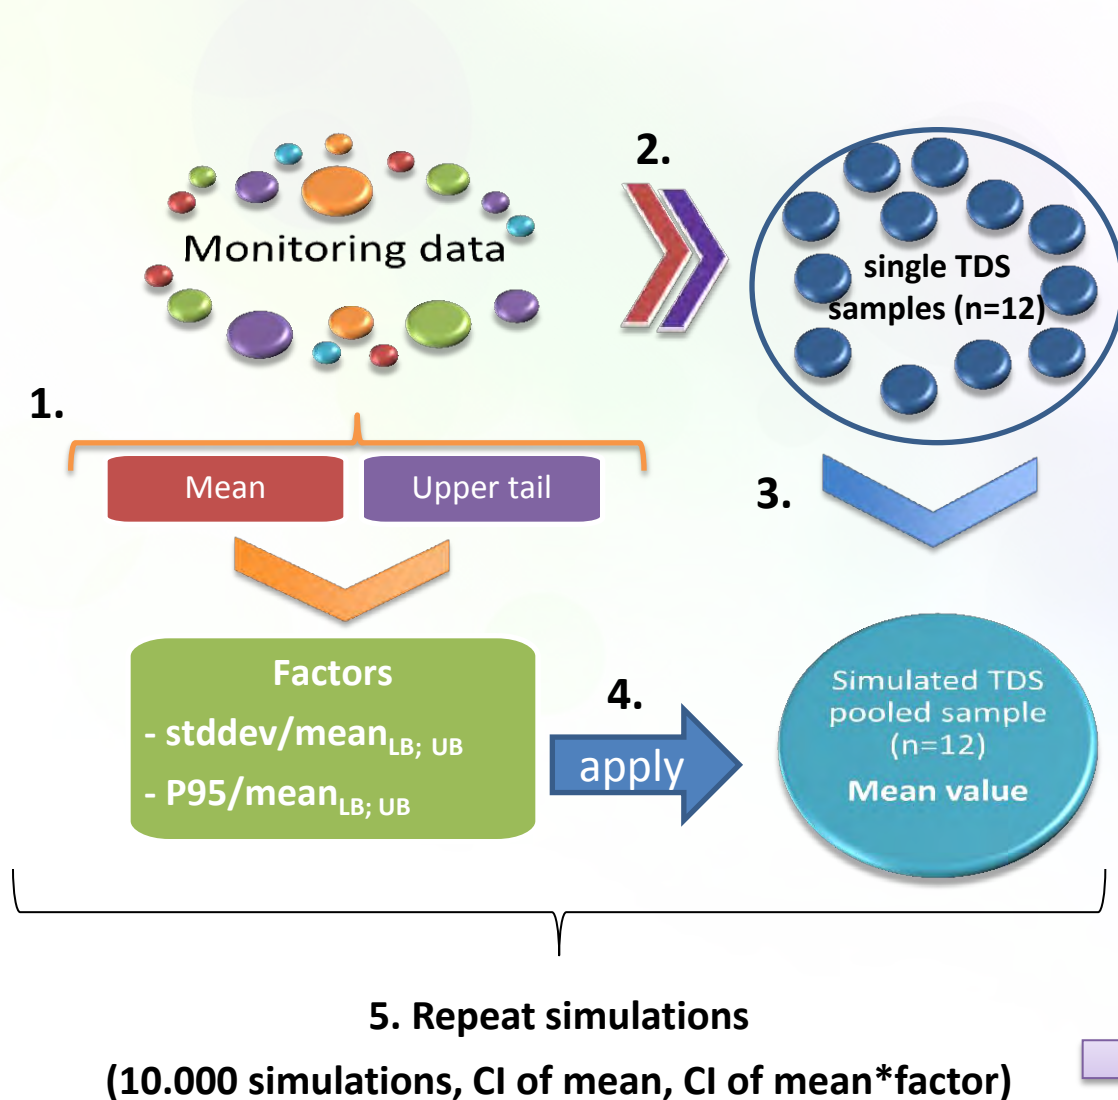 Monitoring data
1.
Mean
Upper tail
Factors
- stddev/meanLB; UB
- P95/meanLB; UB
2.
single TDS
samples (n=12)
3.
4.
apply
Simulated TDS
pooled sample
(n=12)
Mean value
5. Repeat simulations
(10.000 simulations, CI of mean, CI of mean*factor)